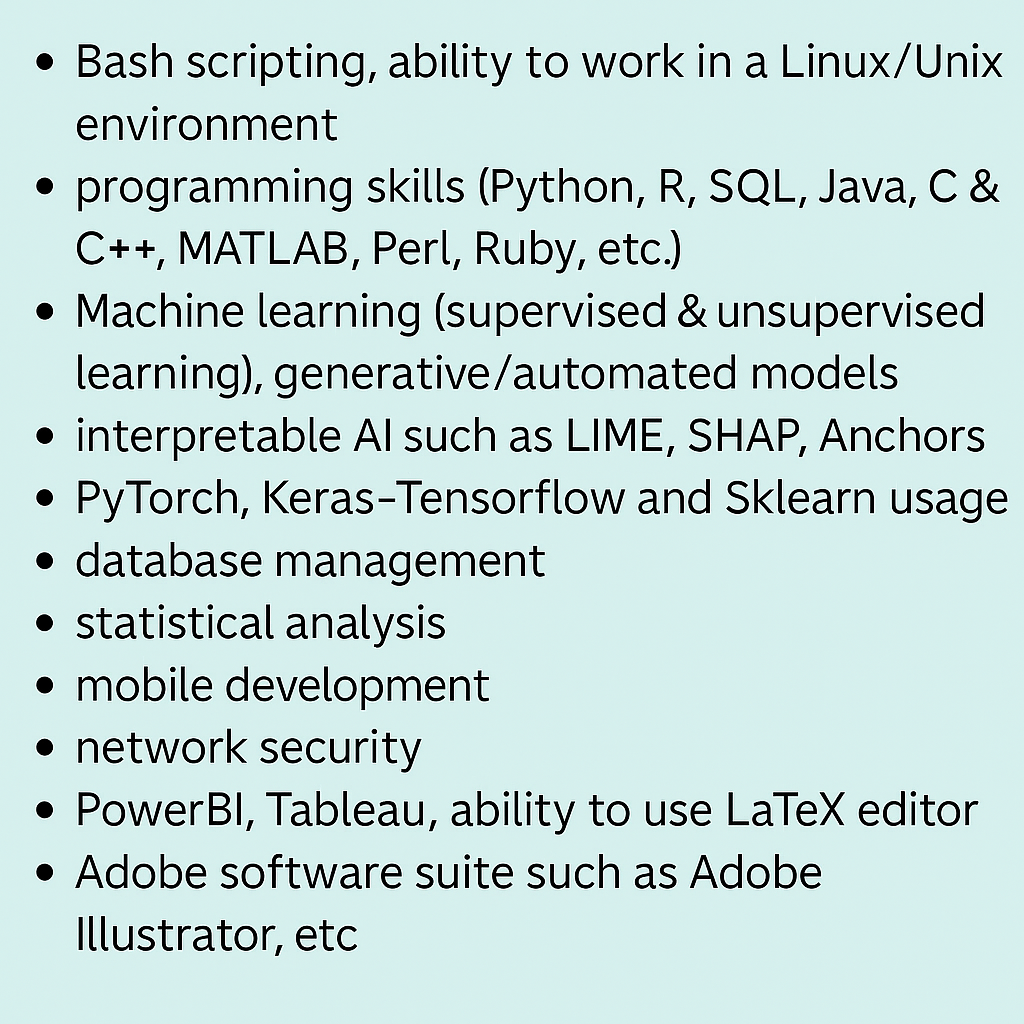 • Bash scripting, ability to work in a Linux/Unix
environment
• programming skills (Python, R, SQL, Java, C &
C++, MATLAB, Perl, Ruby, etc.)
• Machine learning (supervised & unsupervised
learning), generative/automated models
• interpretable AI such as LIME, SHAP, Anchors
• PyTorch, Keras-Tensorflow and Sklearn usage
• database management
• statistical analysis
• mobile development
• network security
• PowerBI, Tableau, ability to use LaTeX editor
• Adobe software suite such as Adobe
Illustrator, etc